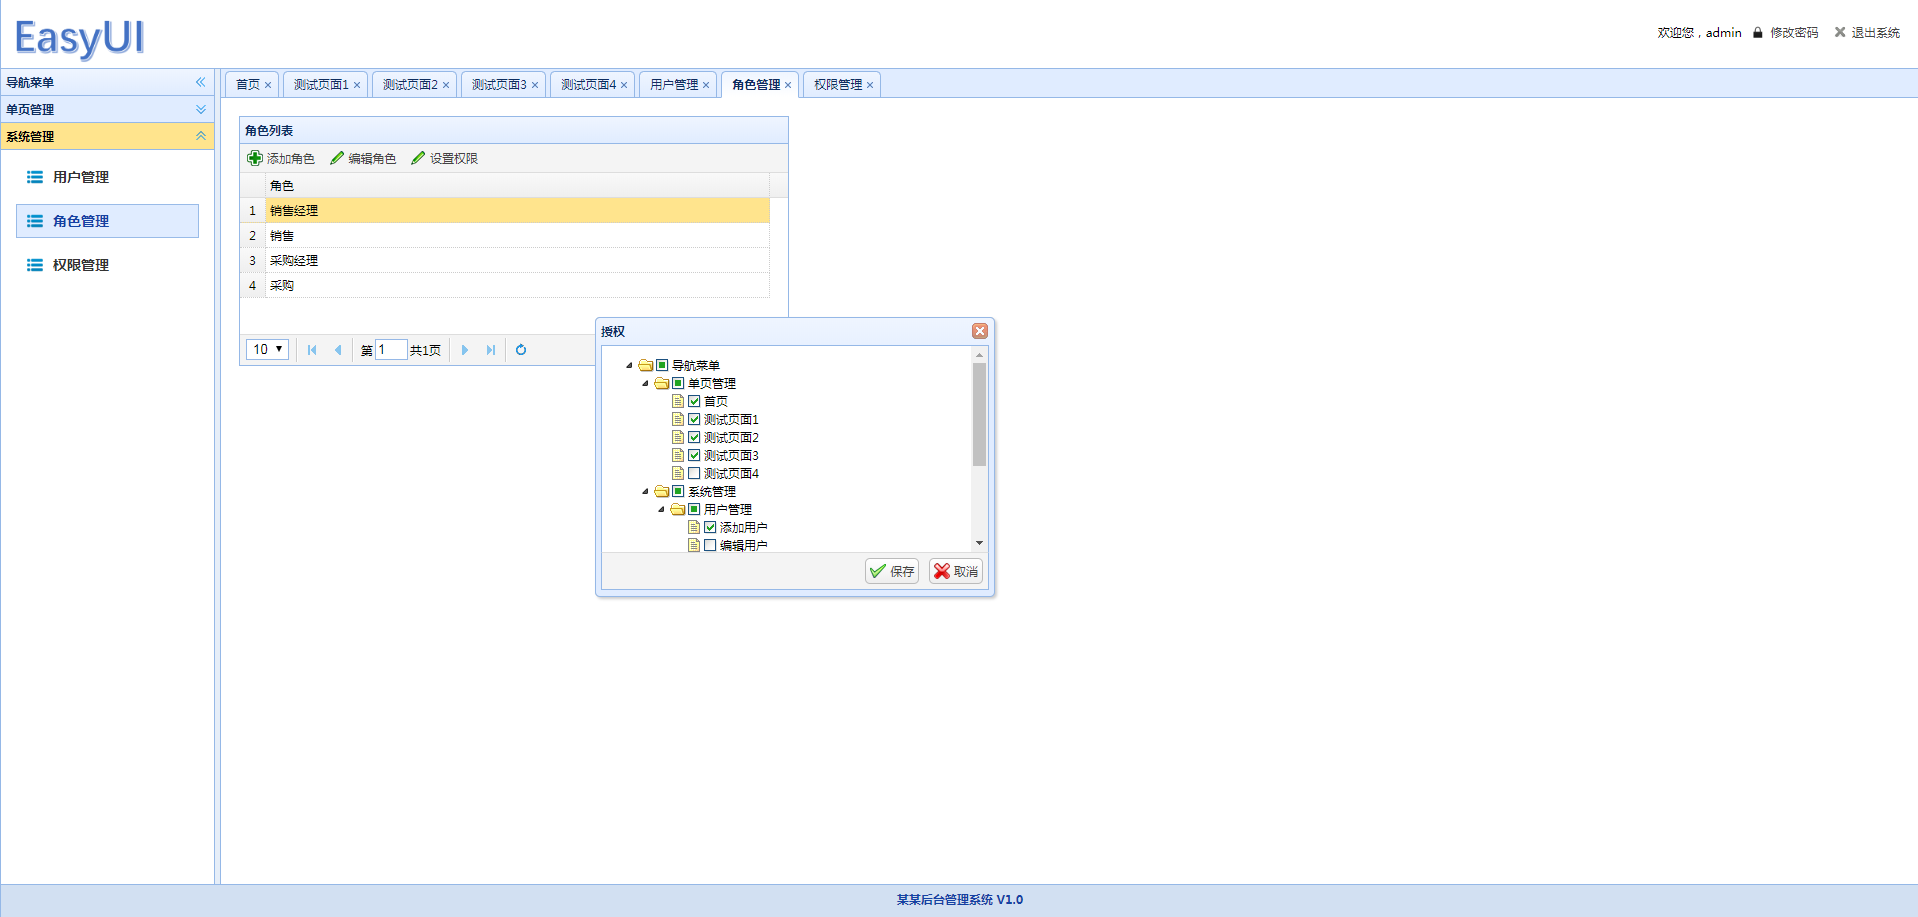 EasyUI
欢迎您，admin 修改密码 退出系统
导航菜单
单页管理
系统管理
用户管理
角色管理
权限管理
首页 测试页面1 测试页面2 测试页面3 测试页面4 用户管理 角色管理 权限管理
角色列表
添加角色 编辑角色 设置权限
角色
1 销售经理
2 销售
3 采购经理
4 采购
10 第 1 共1页
授权
导航菜单
单页管理
首页
测试页面1
测试页面2
测试页面3
测试页面4
系统管理
用户管理
添加用户
编辑用户
保存 取消
某某后台管理系统 V1.0